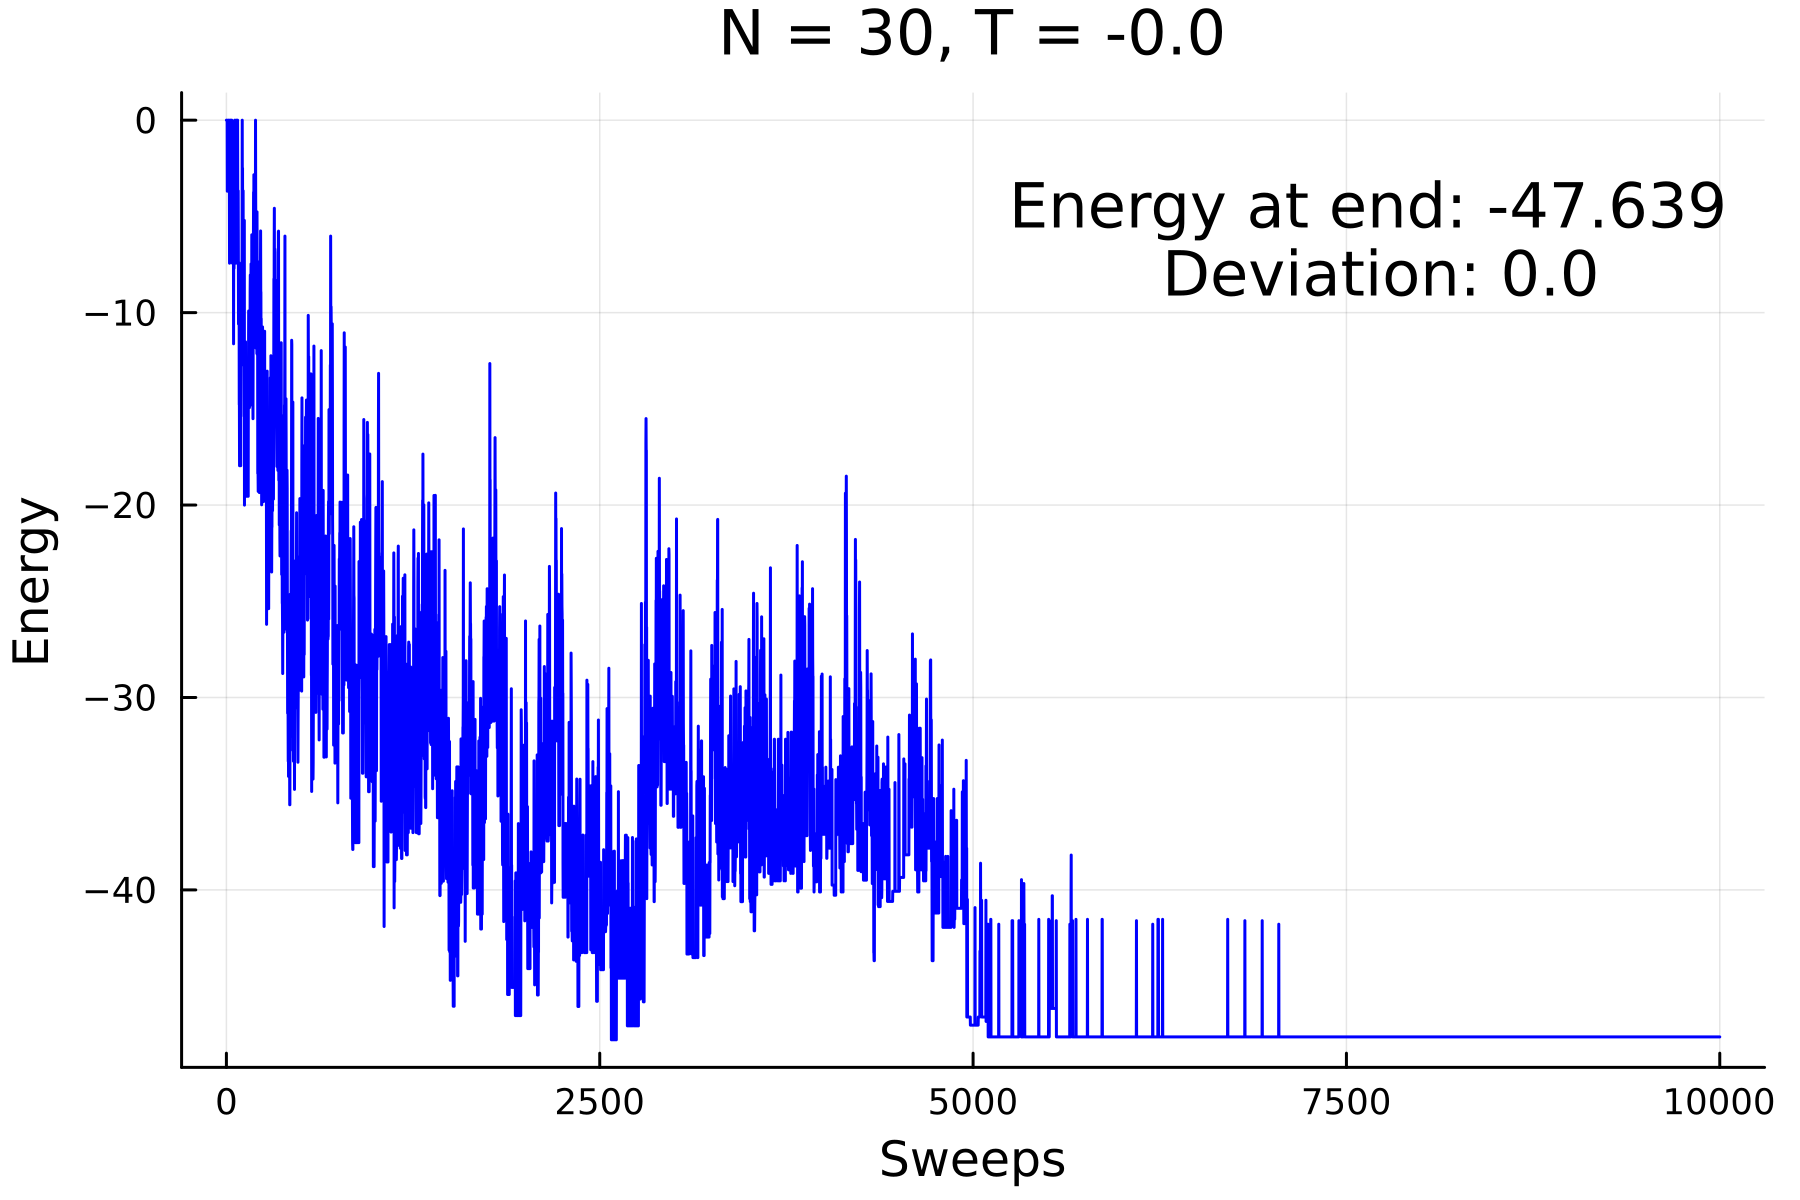 N = 30, T = -0.0
Energy at end: -47.639
Deviation: 0.0
Energy
0
−10
−20
−30
−40
0 2500 5000 7500 10000
Sweeps